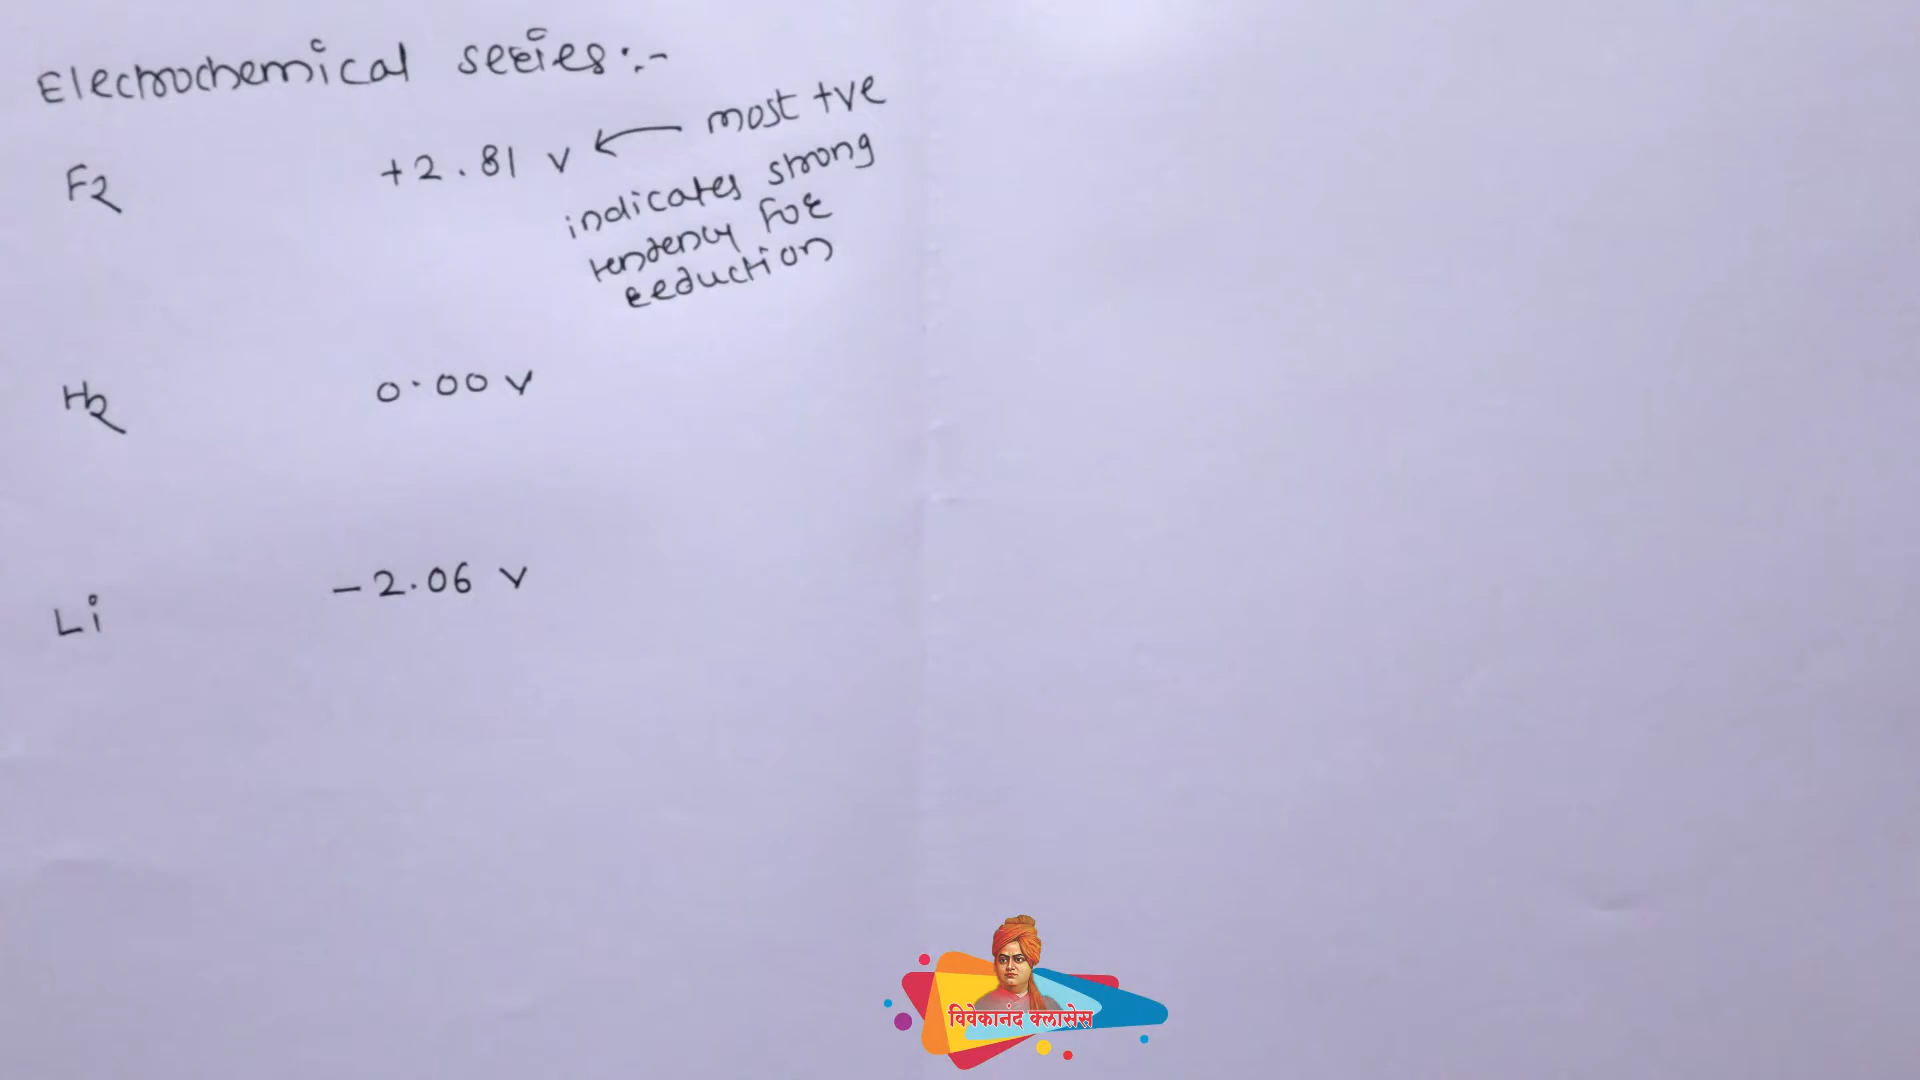 Electrochemical series:-
F2 +2.81 V ← most +ve
indicates strong
tendency for
reduction
H2 0.00 V
Li -2.06 V
विवेकानंद क्लासेस